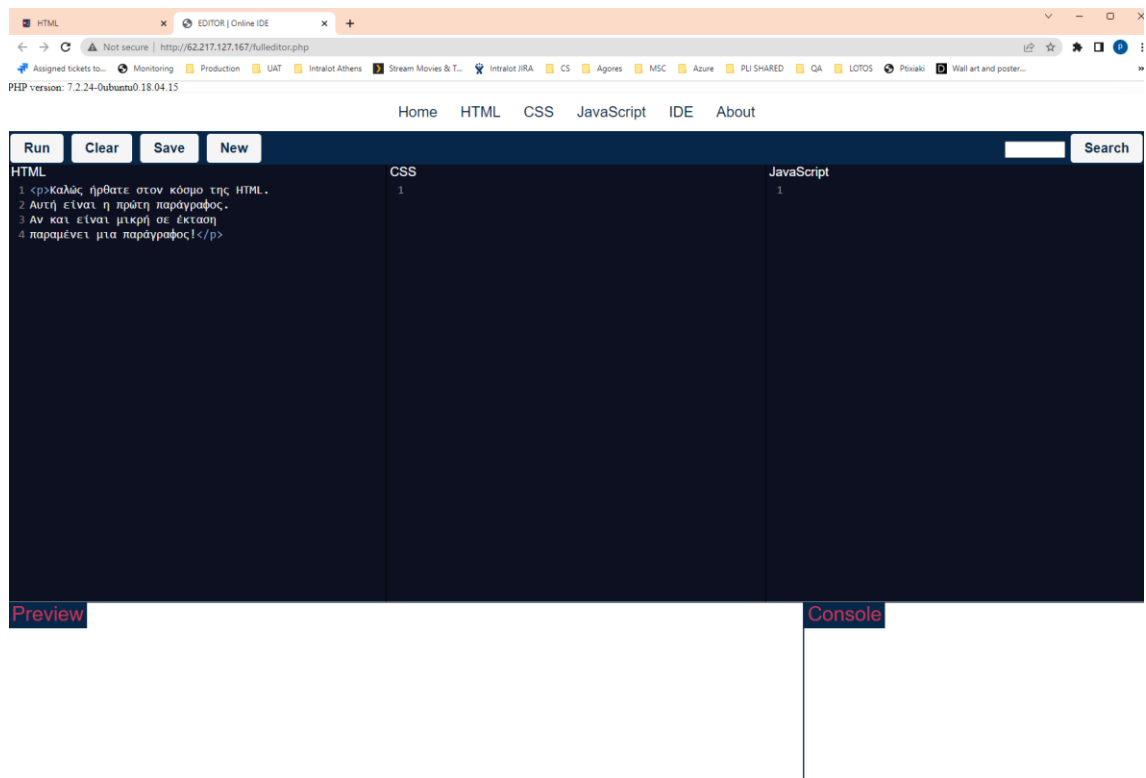 HTML EDITOR | Online IDE
Not secure | http://62.217.127.167/fulleditor.php
Assigned tickets to... Monitoring Production UAT Intralot Athens Stream Movies & T... Intralot JIRA CS Agores MSC Azure PLI SHARED QA LOTOS Ptixiaki Wall art and poster...
PHP version: 7.2.24-0ubuntu0.18.04.15
Home HTML CSS JavaScript IDE About
Run Clear Save New Search
HTML CSS JavaScript
1 <p>Καλώς ήρθατε στον κόσμο της HTML. 1 1
2 Αυτή είναι η πρώτη παράγραφος.
3 Αν και είναι μικρή σε έκταση
4 παραμένει μια παράγραφος!</p>
Preview Console